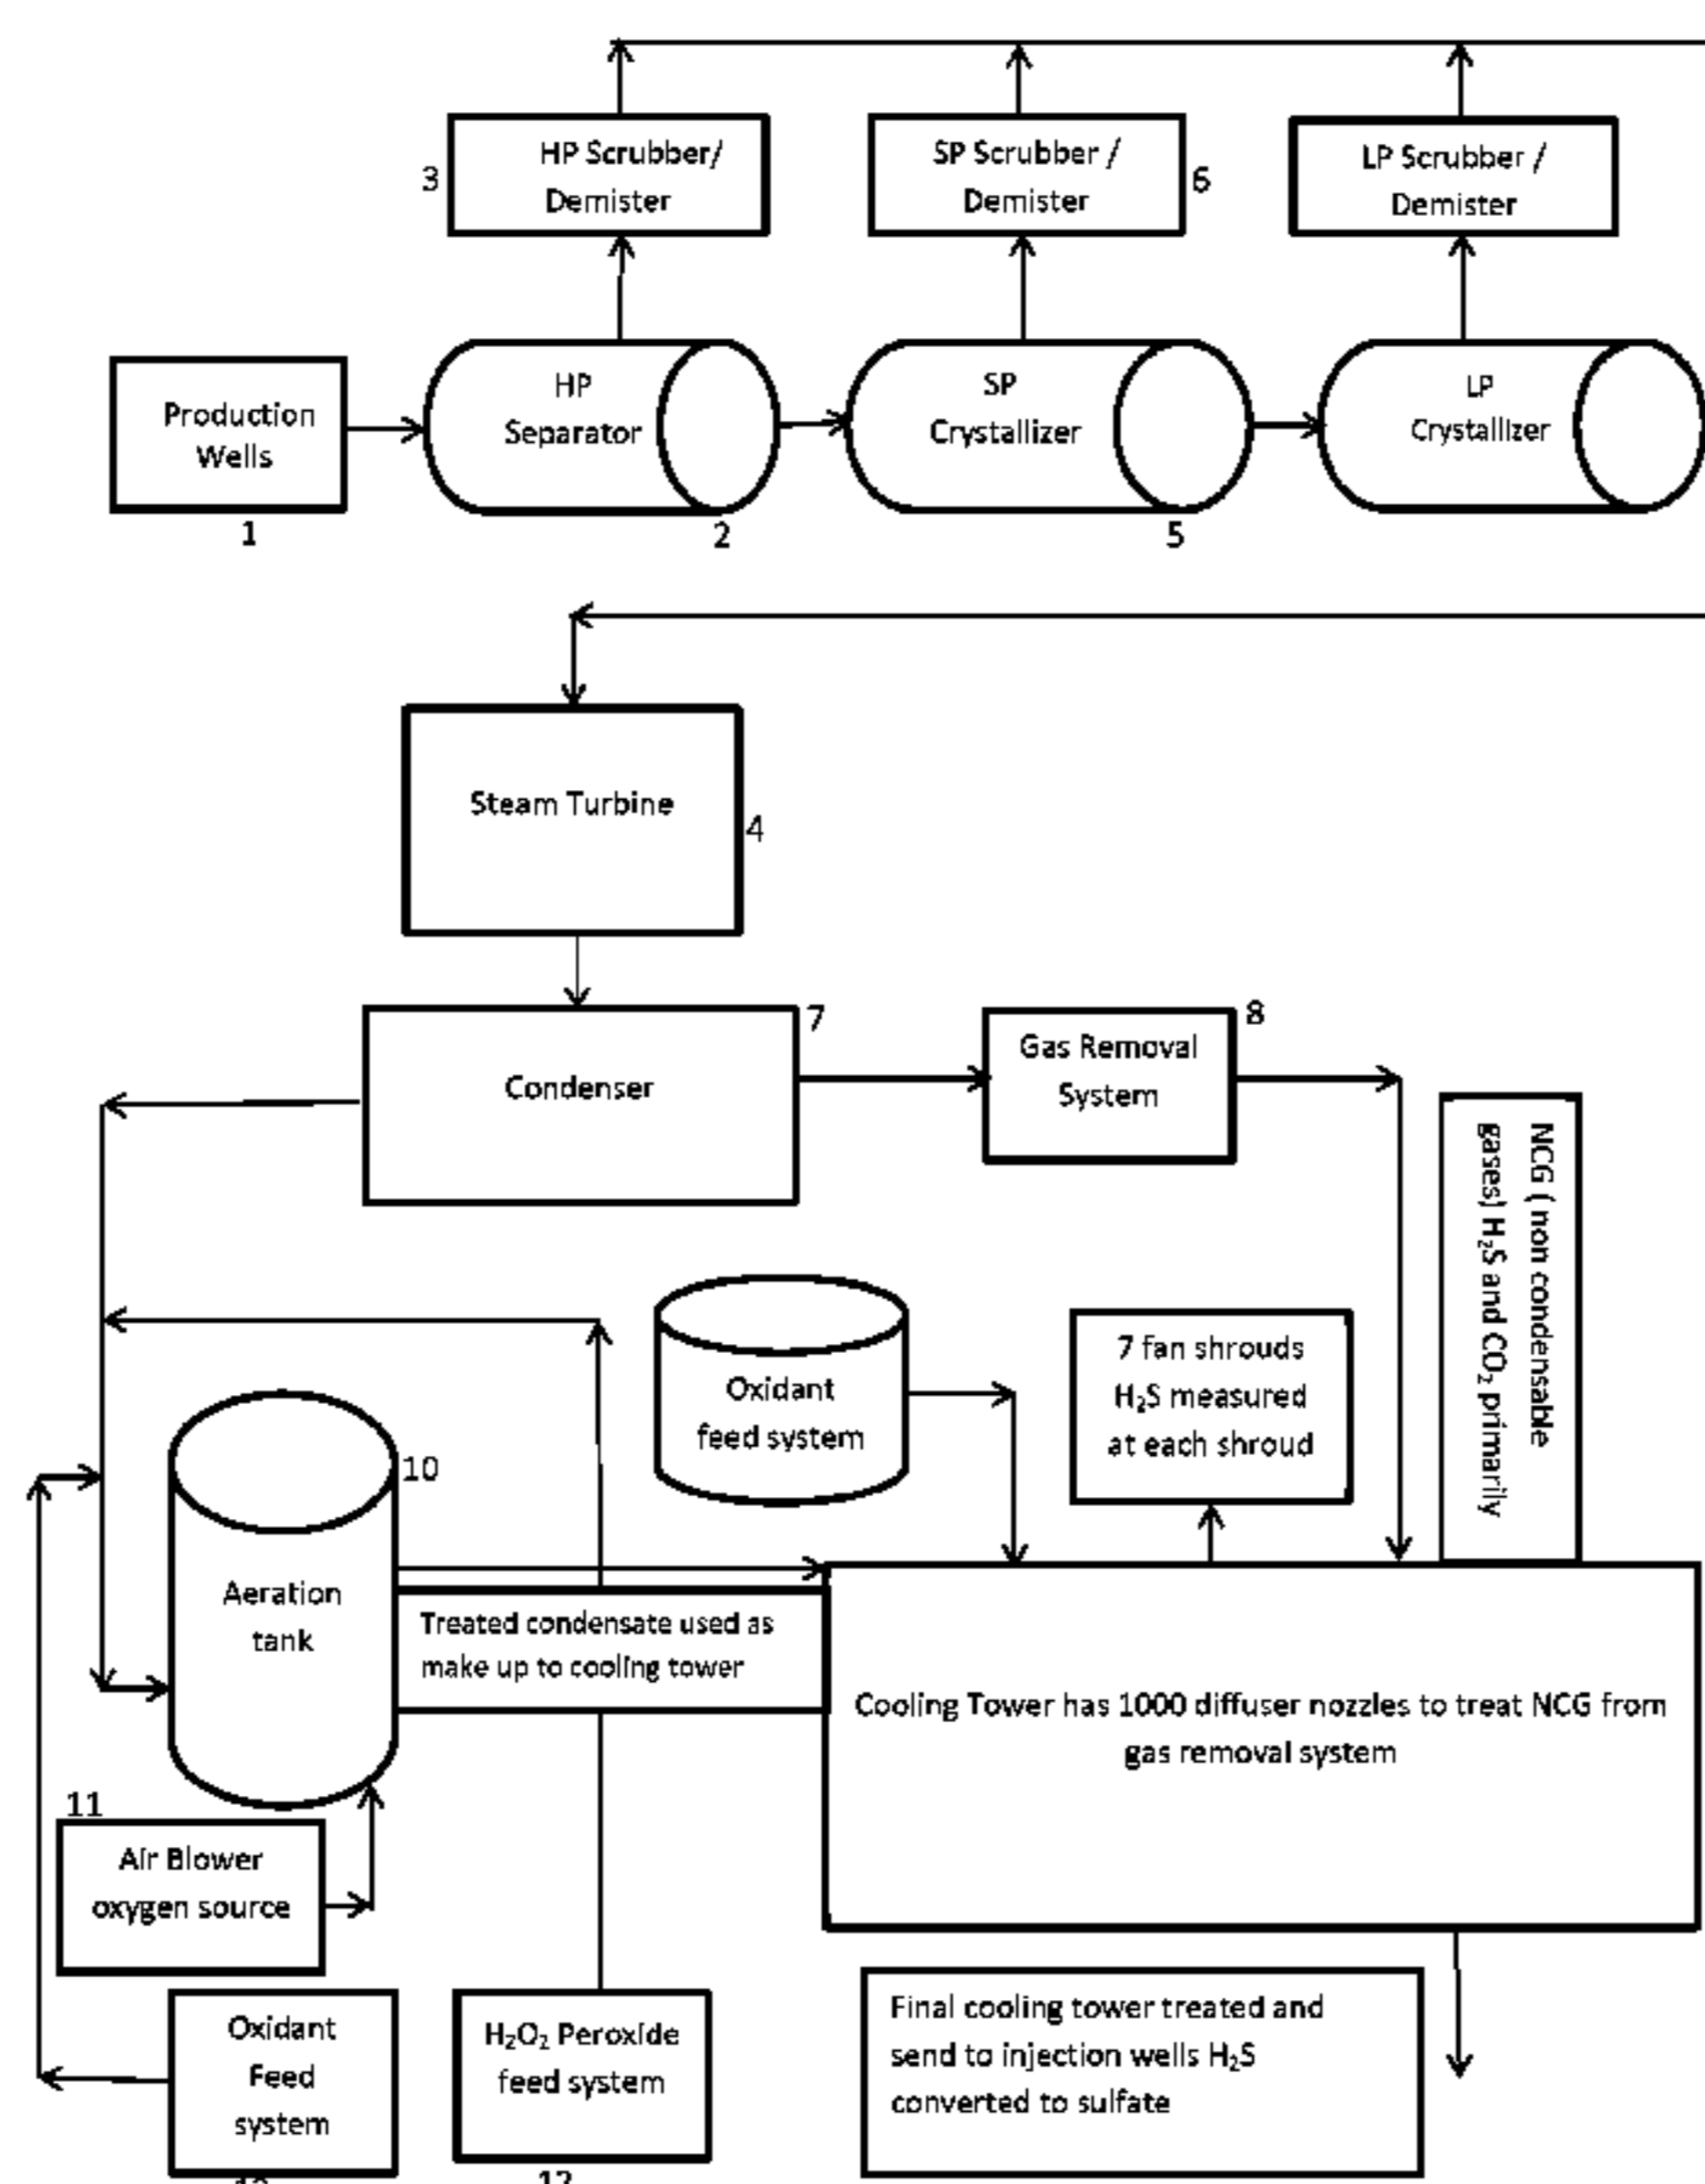 HP Scrubber/
Demister
3
SP Scrubber /
Demister
6
LP Scrubber /
Demister
Production
Wells
1
HP
Separator
2
SP
Crystallizer
5
LP
Crystallizer
Steam Turbine
4
Condenser
7
Gas Removal
System
8
NCG ( non condensable
gases) H₂S and CO₂ primarily
Oxidant
feed system
7 fan shrouds
H₂S measured
at each shroud
Aeration
tank
10
Treated condensate used as
make up to cooling tower
Cooling Tower has 1000 diffuser nozzles to treat NCG from
gas removal system
11
Air Blower
oxygen source
Oxidant
Feed
system
H₂O₂ Peroxide
feed system
Final cooling tower treated and
send to injection wells H₂S
converted to sulfate